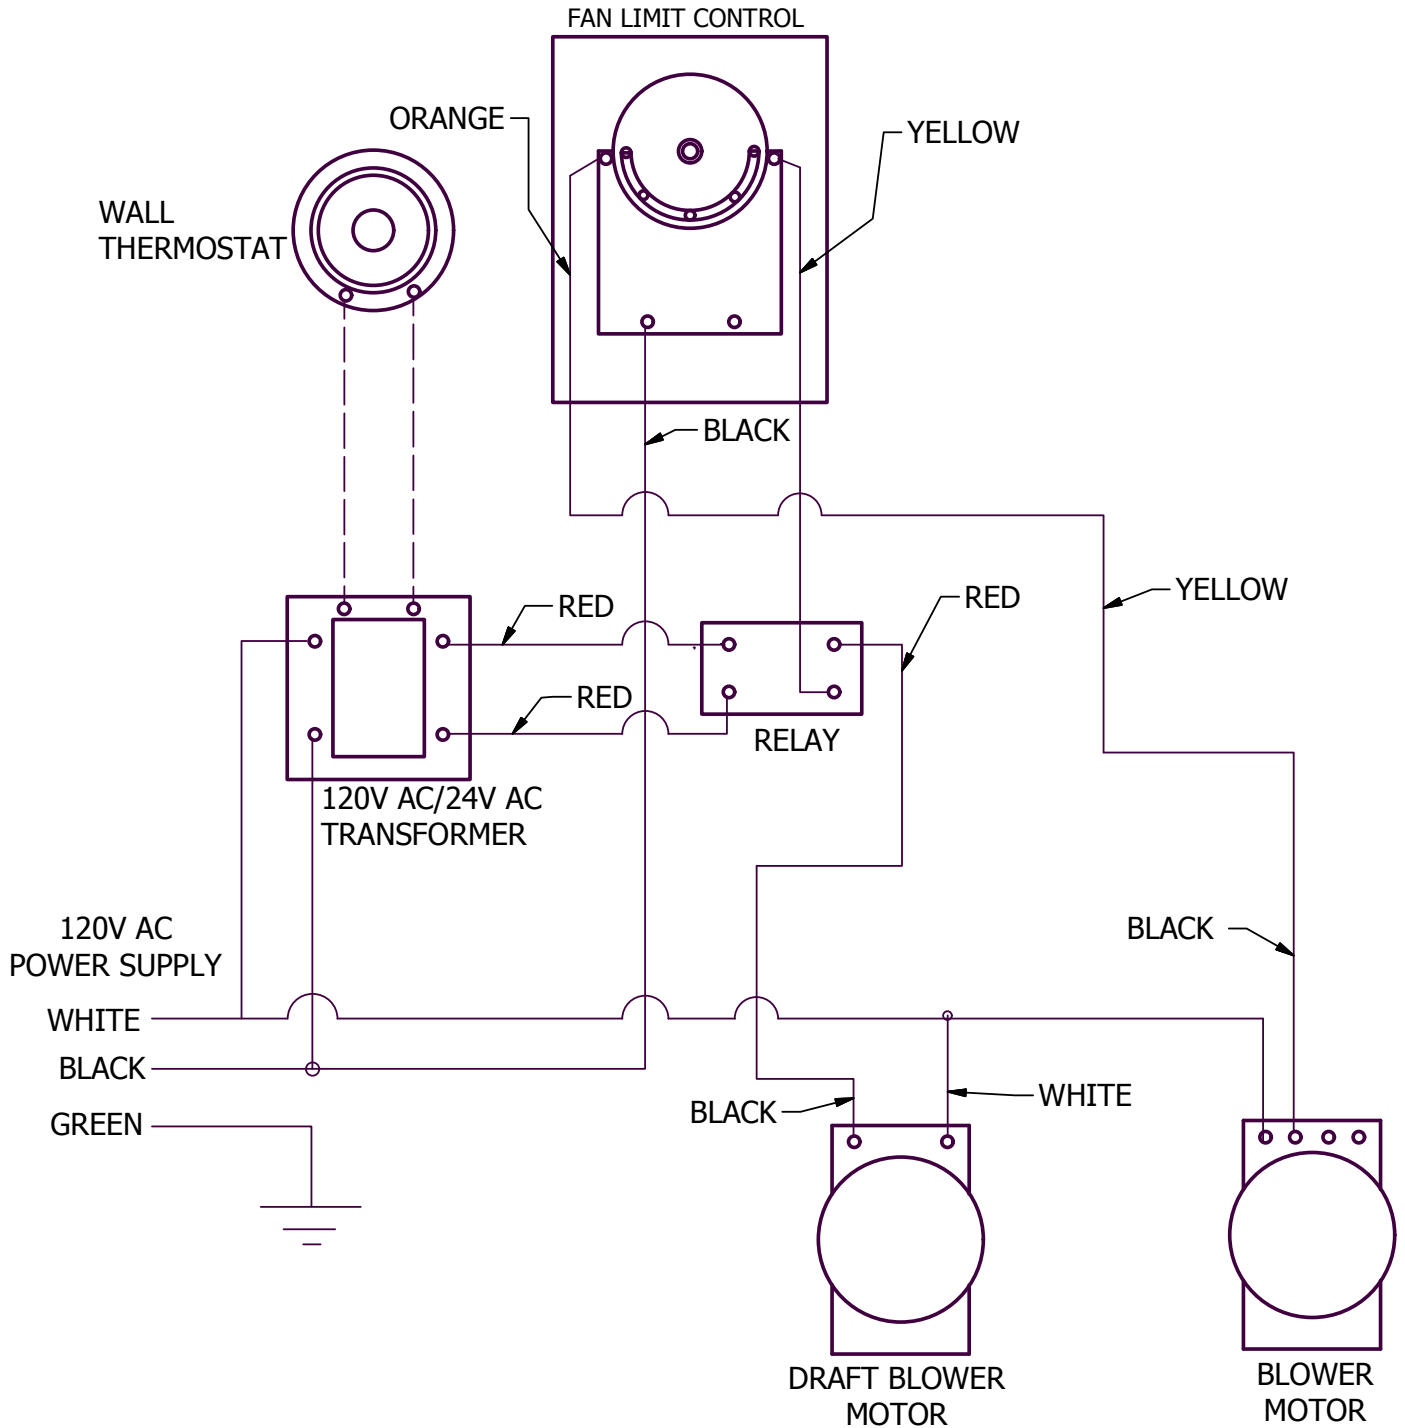 FAN LIMIT CONTROL
ORANGE
YELLOW
WALL
THERMOSTAT
BLACK
RED
RED
YELLOW
RED
RELAY
120V AC/24V AC
TRANSFORMER
120V AC
POWER SUPPLY
BLACK
WHITE
BLACK
WHITE
BLACK
GREEN
DRAFT BLOWER
MOTOR
BLOWER
MOTOR